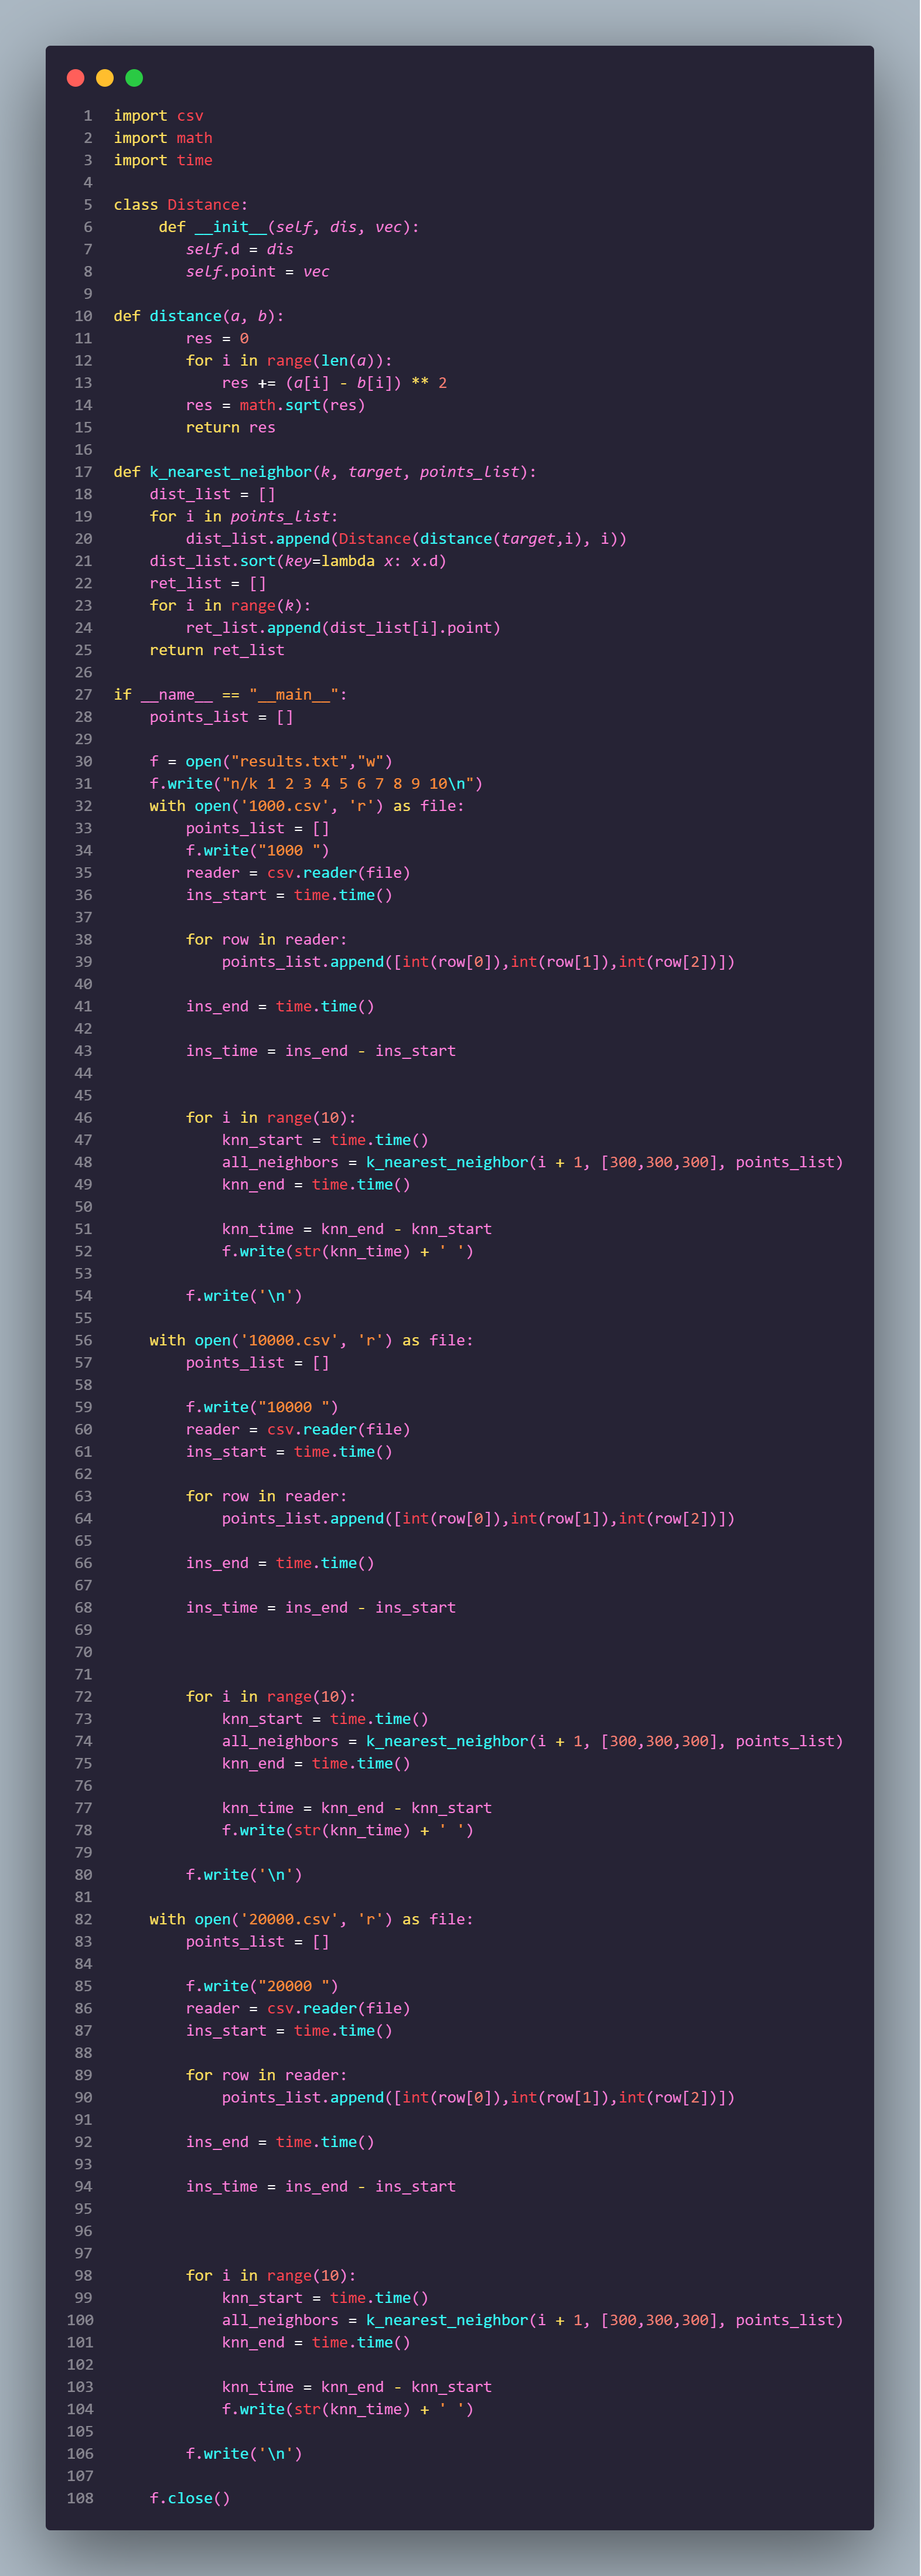 1 import csv
2 import math
3 import time
4
5 class Distance:
6      def __init__(self, dis, vec):
7         self.d = dis
8         self.point = vec
9
10 def distance(a, b):
11         res = 0
12         for i in range(len(a)):
13             res += (a[i] - b[i]) ** 2
14         res = math.sqrt(res)
15         return res
16
17 def k_nearest_neighbor(k, target, points_list):
18     dist_list = []
19     for i in points_list:
20         dist_list.append(Distance(distance(target,i), i))
21     dist_list.sort(key=lambda x: x.d)
22     ret_list = []
23     for i in range(k):
24         ret_list.append(dist_list[i].point)
25     return ret_list
26
27 if __name__ == "__main__":
28     points_list = []
29
30     f = open("results.txt","w")
31     f.write("n/k 1 2 3 4 5 6 7 8 9 10\n")
32     with open('1000.csv', 'r') as file:
33         points_list = []
34         f.write("1000 ")
35         reader = csv.reader(file)
36         ins_start = time.time()
37
38         for row in reader:
39             points_list.append([int(row[0]),int(row[1]),int(row[2])])
40
41         ins_end = time.time()
42
43         ins_time = ins_end - ins_start
44
45
46         for i in range(10):
47             knn_start = time.time()
48             all_neighbors = k_nearest_neighbor(i + 1, [300,300,300], points_list)
49             knn_end = time.time()
50
51             knn_time = knn_end - knn_start
52             f.write(str(knn_time) + ' ')
53
54         f.write('\n')
55
56     with open('10000.csv', 'r') as file:
57         points_list = []
58
59         f.write("10000 ")
60         reader = csv.reader(file)
61         ins_start = time.time()
62
63         for row in reader:
64             points_list.append([int(row[0]),int(row[1]),int(row[2])])
65
66         ins_end = time.time()
67
68         ins_time = ins_end - ins_start
69
70
71
72         for i in range(10):
73             knn_start = time.time()
74             all_neighbors = k_nearest_neighbor(i + 1, [300,300,300], points_list)
75             knn_end = time.time()
76
77             knn_time = knn_end - knn_start
78             f.write(str(knn_time) + ' ')
79
80         f.write('\n')
81
82     with open('20000.csv', 'r') as file:
83         points_list = []
84
85         f.write("20000 ")
86         reader = csv.reader(file)
87         ins_start = time.time()
88
89         for row in reader:
90             points_list.append([int(row[0]),int(row[1]),int(row[2])])
91
92         ins_end = time.time()
93
94         ins_time = ins_end - ins_start
95
96
97
98         for i in range(10):
99             knn_start = time.time()
100             all_neighbors = k_nearest_neighbor(i + 1, [300,300,300], points_list)
101             knn_end = time.time()
102
103             knn_time = knn_end - knn_start
104             f.write(str(knn_time) + ' ')
105
106         f.write('\n')
107
108     f.close()